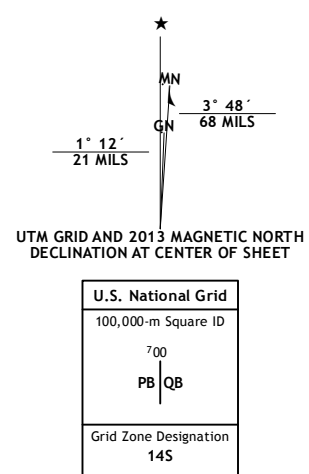 MN
GN
3° 48´
68 MILS
1° 12´
21 MILS
UTM GRID AND 2013 MAGNETIC NORTH
DECLINATION AT CENTER OF SHEET
U.S. National Grid
100,000-m Square ID
⁷00
PB QB
Grid Zone Designation
14S